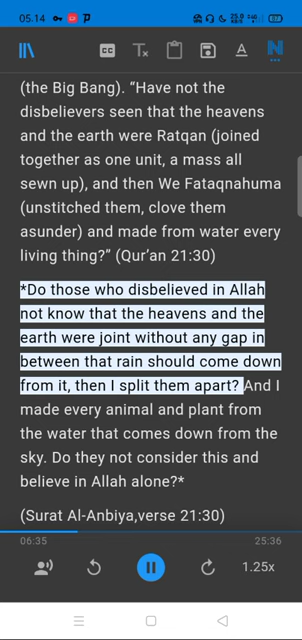 05.14
25.0
KB/S
CC
A
N
(the Big Bang). “Have not the
disbelievers seen that the heavens
and the earth were Ratqan (joined
together as one unit, a mass all
sewn up), and then We Fataqnahuma
(unstitched them, clove them
asunder) and made from water every
living thing?” (Qur’an 21:30)
*Do those who disbelieved in Allah
not know that the heavens and the
earth were joint without any gap in
between that rain should come down
from it, then I split them apart? And I
made every animal and plant from
the water that comes down from the
sky. Do they not consider this and
believe in Allah alone?*
(Surat Al-Anbiya,verse 21:30)
06:35
25:36
1.25x